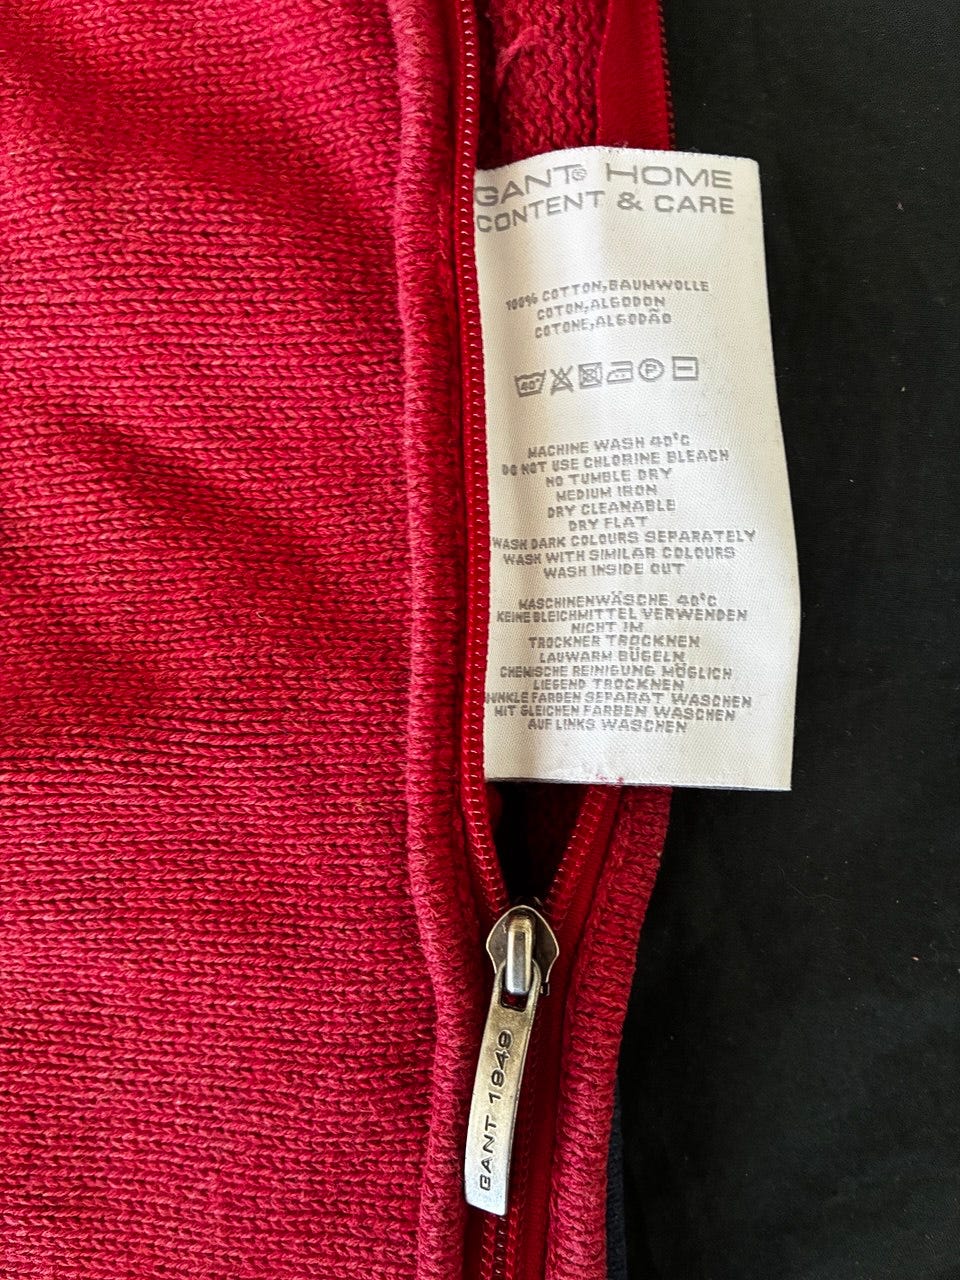 GANT® HOME
CONTENT & CARE
100% COTTON,BAUMWOLLE
COTON,ALGODON
COTONE,ALGODÃO
40°
P
MACHINE WASH 40°C
DO NOT USE CHLORINE BLEACH
NO TUMBLE DRY
MEDIUM IRON
DRY CLEANABLE
DRY FLAT
WASH DARK COLOURS SEPARATELY
WASH WITH SIMILAR COLOURS
WASH INSIDE OUT
MASCHINENWÄSCHE 40°C
KEINE BLEICHMITTEL VERWENDEN
NICHT IM
TROCKNER TROCKNEN
LAUWARM BÜGELN
CHEMISCHE REINIGUNG MÖGLICH
LIEGEND TROCKNEN
DUNKLE FARBEN SEPARAT WASCHEN
MIT GLEICHEN FARBEN WASCHEN
AUF LINKS WASCHEN
GANT 1949